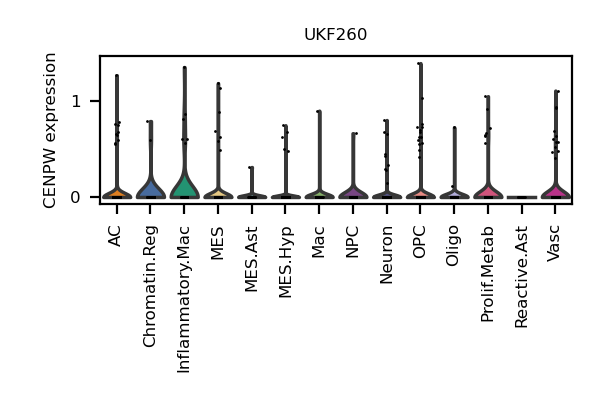 UKF260
CENPW expression
1
0
AC
Chromatin.Reg
Inflammatory.Mac
MES
MES.Ast
MES.Hyp
Mac
NPC
Neuron
OPC
Oligo
Prolif.Metab
Reactive.Ast
Vasc